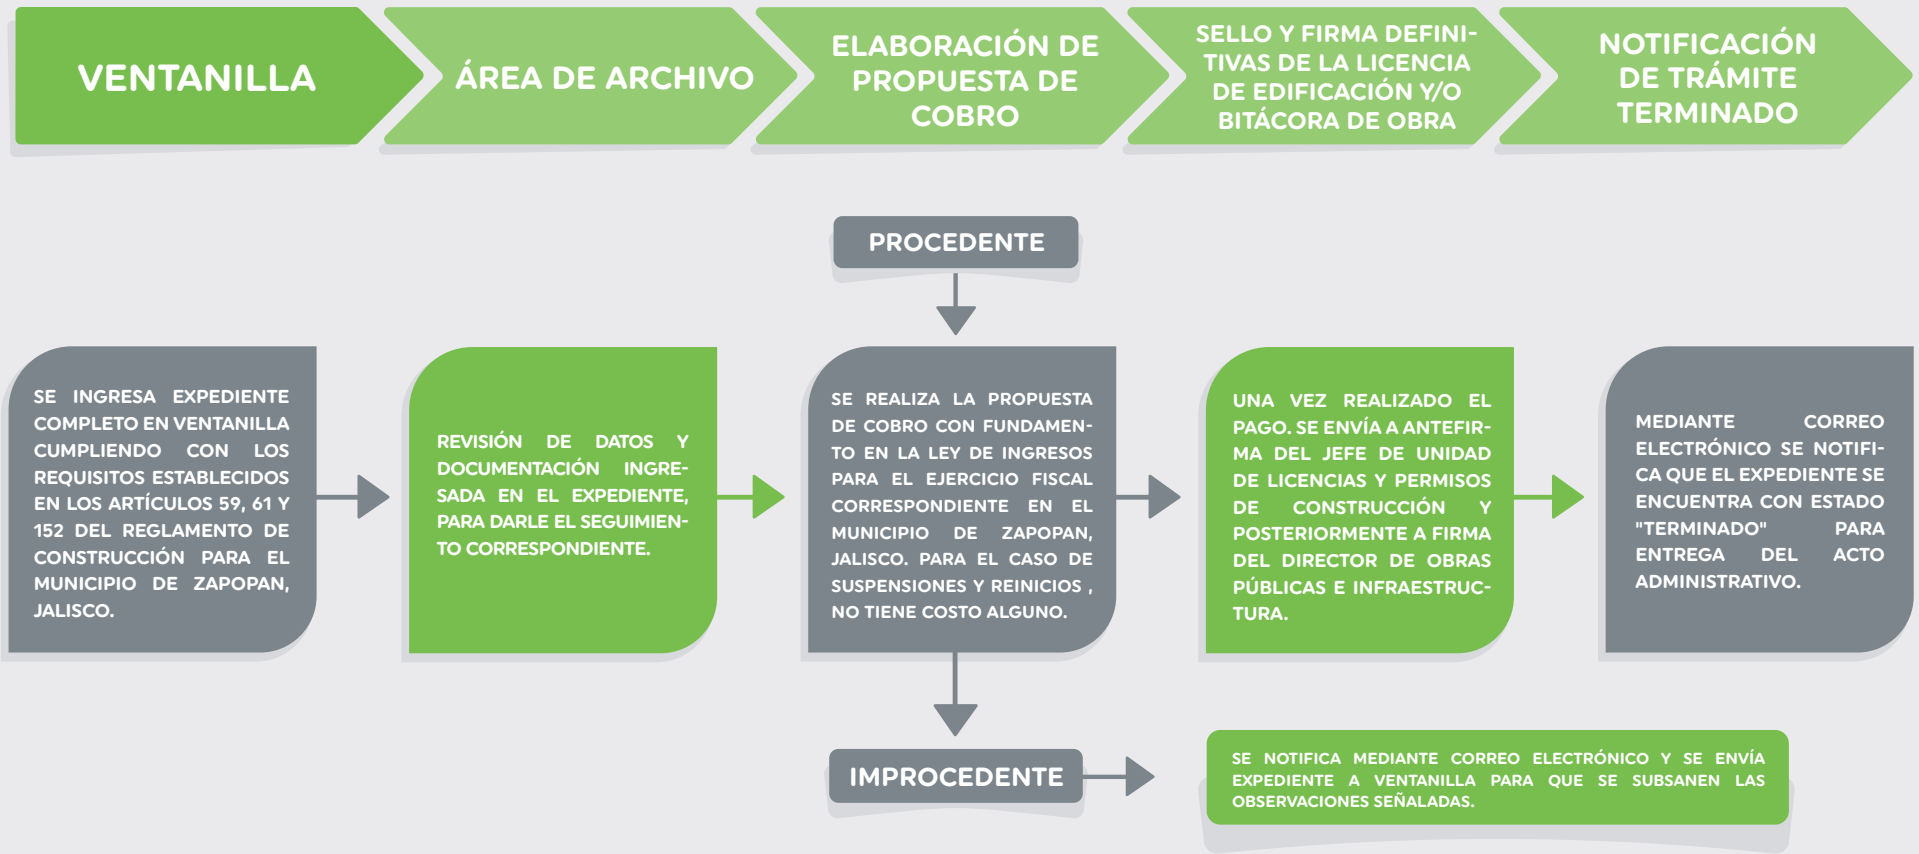 VENTANILLA
ÁREA DE ARCHIVO
ELABORACIÓN DE
PROPUESTA DE
COBRO
SELLO Y FIRMA DEFINI-
TIVAS DE LA LICENCIA
DE EDIFICACIÓN Y/O
BITÁCORA DE OBRA
NOTIFICACIÓN
DE TRÁMITE
TERMINADO
PROCEDENTE
SE INGRESA EXPEDIENTE
COMPLETO EN VENTANILLA
CUMPLIENDO CON LOS
REQUISITOS ESTABLECIDOS
EN LOS ARTÍCULOS 59, 61 Y
152 DEL REGLAMENTO DE
CONSTRUCCIÓN PARA EL
MUNICIPIO DE ZAPOPAN,
JALISCO.
REVISIÓN DE DATOS Y
DOCUMENTACIÓN INGRE-
SADA EN EL EXPEDIENTE,
PARA DARLE EL SEGUIMIEN-
TO CORRESPONDIENTE.
SE REALIZA LA PROPUESTA
DE COBRO CON FUNDAMEN-
TO EN LA LEY DE INGRESOS
PARA EL EJERCICIO FISCAL
CORRESPONDIENTE EN EL
MUNICIPIO DE ZAPOPAN,
JALISCO. PARA EL CASO DE
SUSPENSIONES Y REINICIOS ,
NO TIENE COSTO ALGUNO.
UNA VEZ REALIZADO EL
PAGO. SE ENVÍA A ANTEFIR-
MA DEL JEFE DE UNIDAD
DE LICENCIAS Y PERMISOS
DE CONSTRUCCIÓN Y
POSTERIORMENTE A FIRMA
DEL DIRECTOR DE OBRAS
PÚBLICAS E INFRAESTRUC-
TURA.
MEDIANTE CORREO
ELECTRÓNICO SE NOTIFI-
CA QUE EL EXPEDIENTE SE
ENCUENTRA CON ESTADO
"TERMINADO" PARA
ENTREGA DEL ACTO
ADMINISTRATIVO.
IMPROCEDENTE
SE NOTIFICA MEDIANTE CORREO ELECTRÓNICO Y SE ENVÍA
EXPEDIENTE A VENTANILLA PARA QUE SE SUBSANEN LAS
OBSERVACIONES SEÑALADAS.